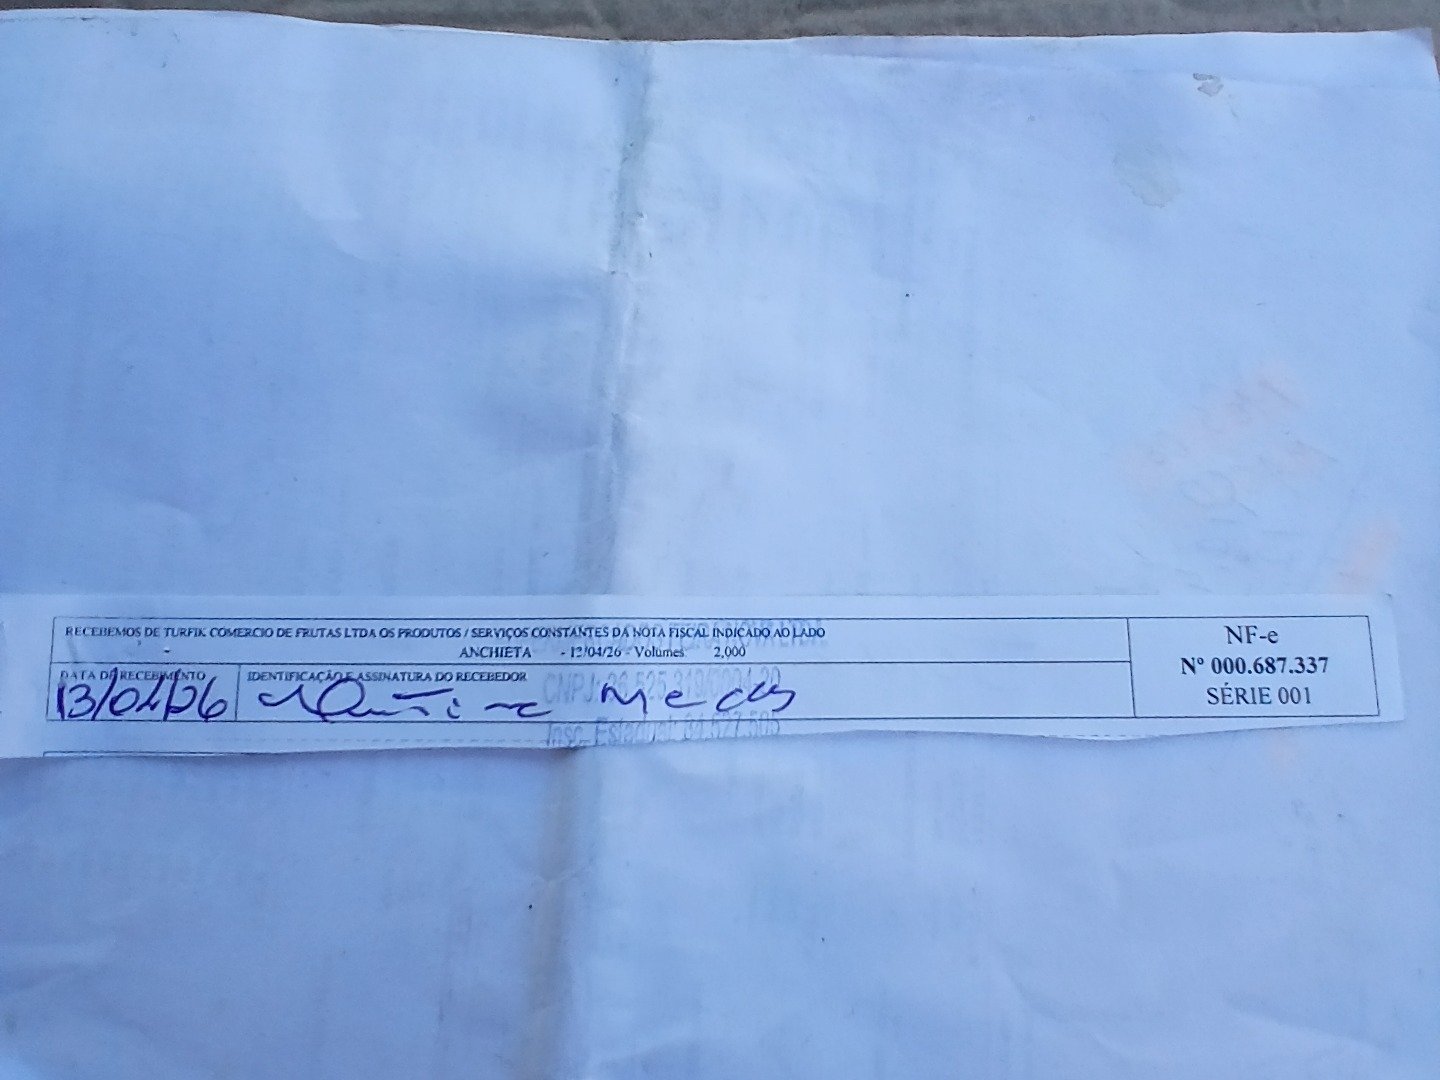 RECEBEMOS DE TURFIK COMERCIO DE FRUTAS LTDA OS PRODUTOS / SERVIÇOS CONSTANTES DA NOTA FISCAL INDICADO AO LADO
ANCHIETA - 12/04/26 - Volumes 2,000
DATA DE RECEBIMENTO
13/04/26
IDENTIFICAÇÃO E ASSINATURA DO RECEBEDOR
NF-e
Nº 000.687.337
SÉRIE 001
Insc. Estadual: